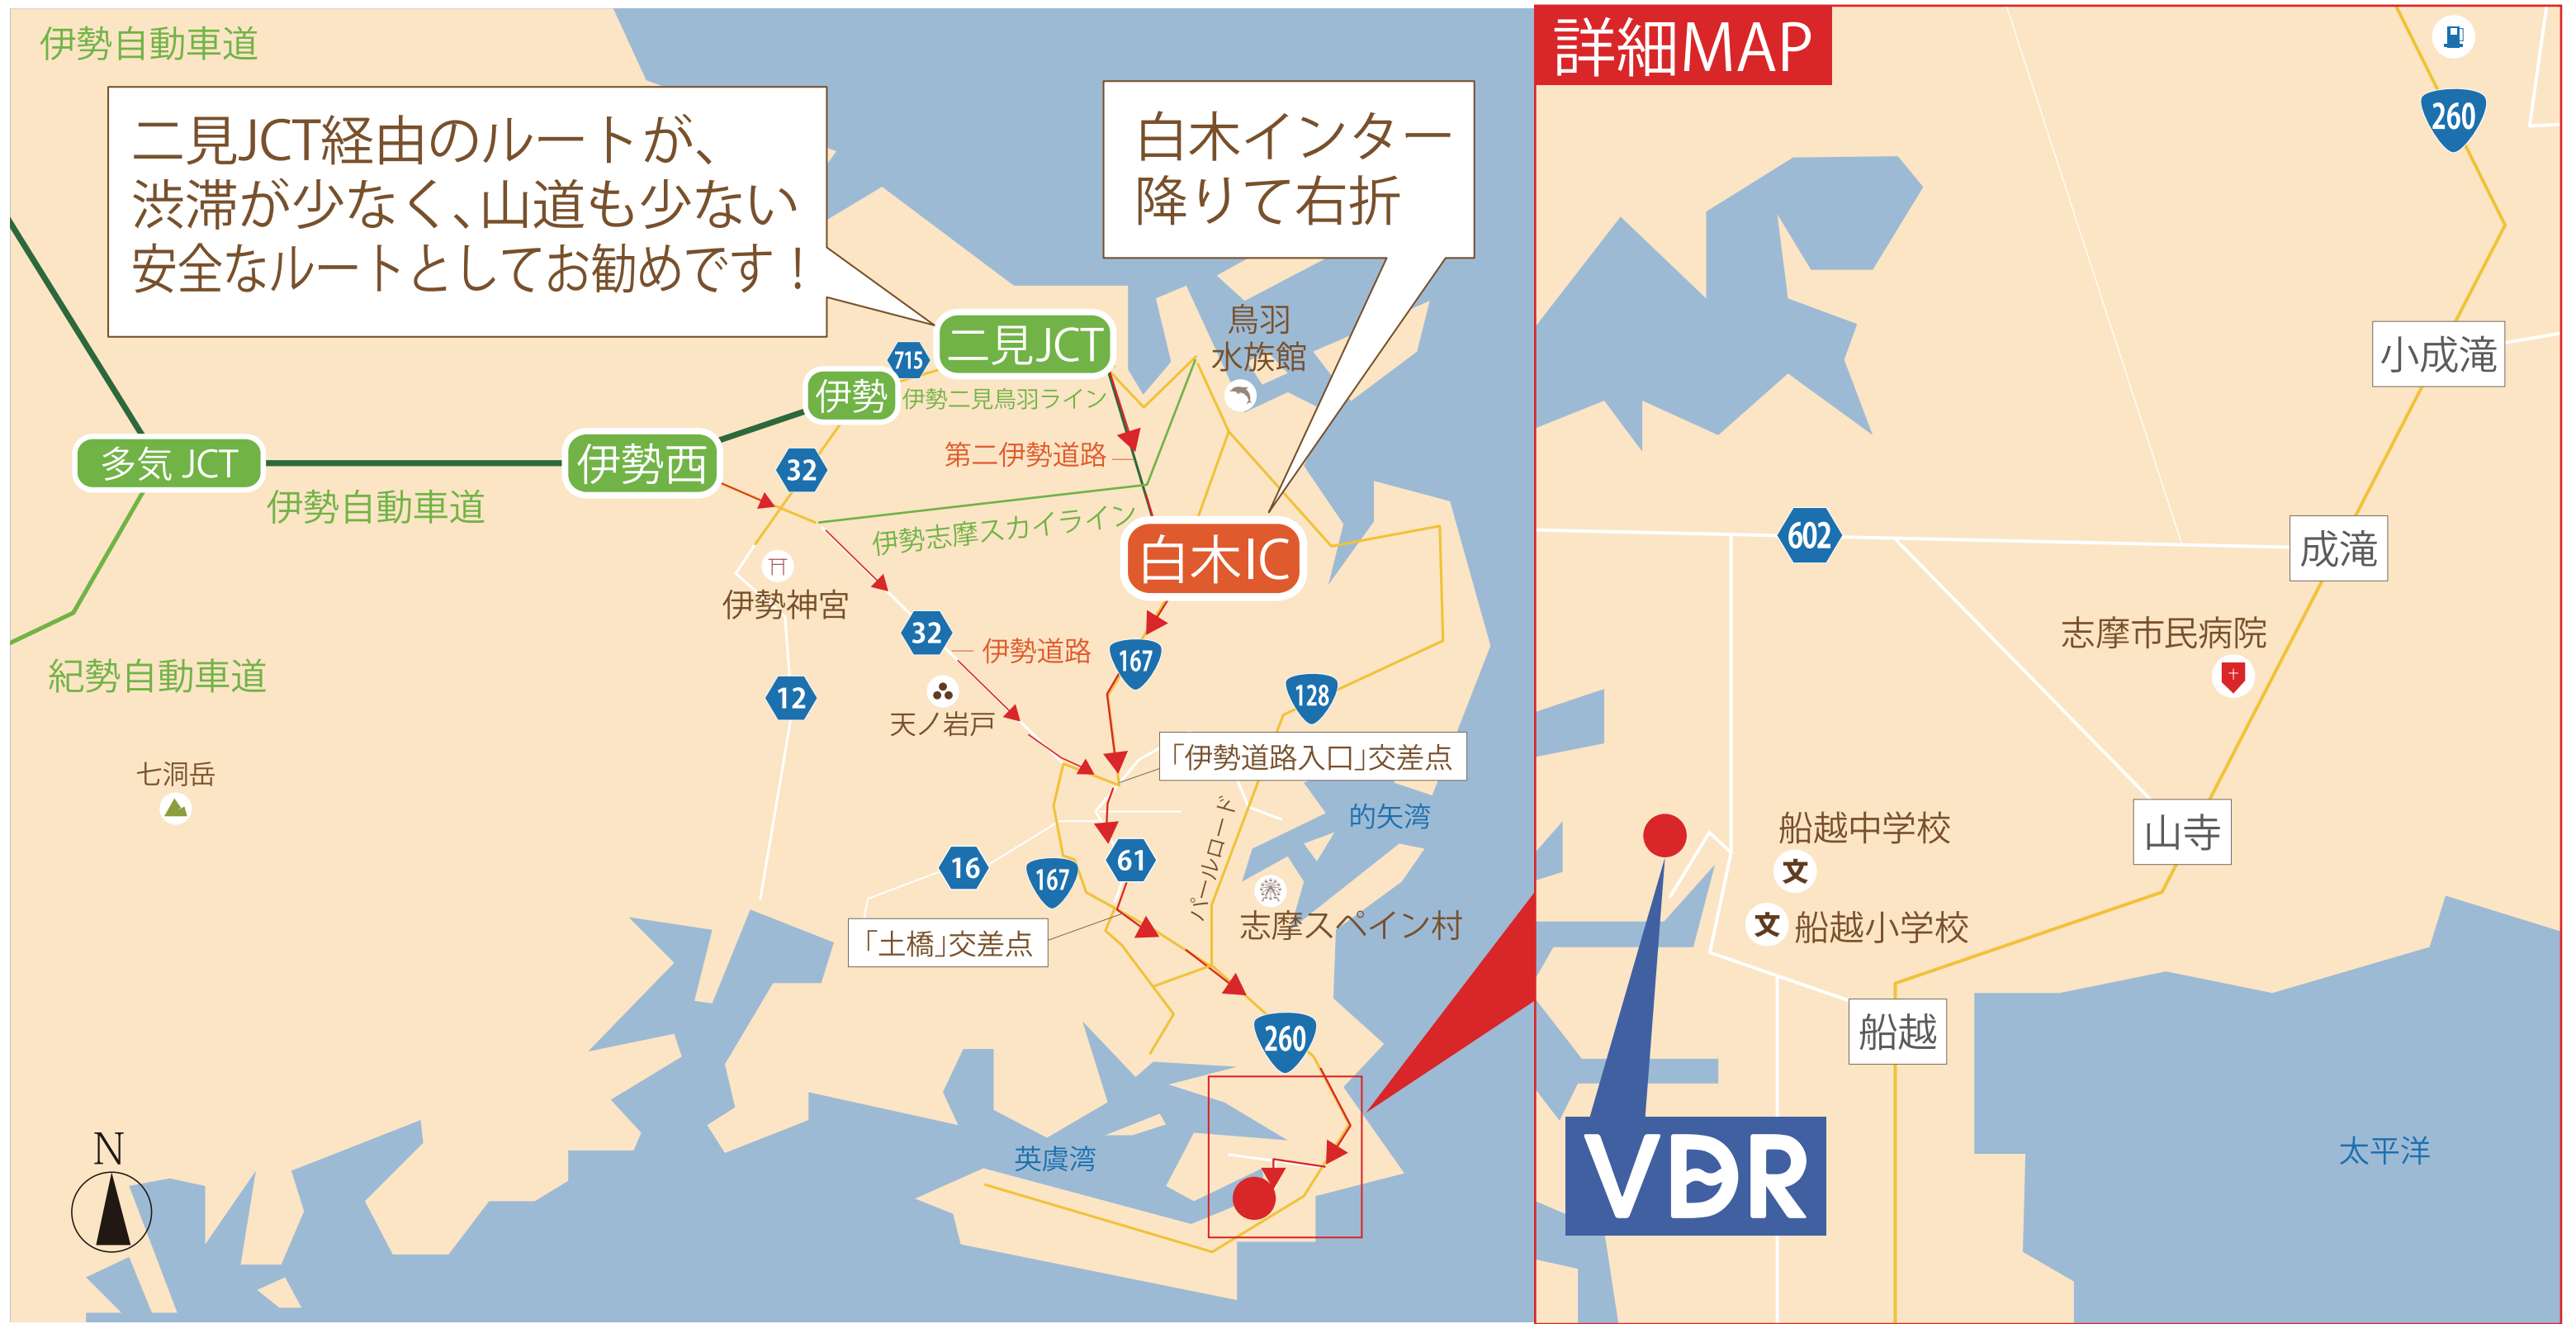 伊勢自動車道
二見JCT経由のルートが、
渋滞が少なく、山道も少ない
安全なルートとしてお勧めです！
白木インター
降りて右折
鳥羽
水族館
二見JCT
715
伊勢
伊勢二見鳥羽ライン
多気 JCT
伊勢西
伊勢自動車道
32
第二伊勢道路
伊勢志摩スカイライン
白木IC
伊勢神宮
32
伊勢道路
167
紀勢自動車道
12
天ノ岩戸
128
「伊勢道路入口」交差点
七洞岳
的矢湾
パールロード
16
167
61
志摩スペイン村
「土橋」交差点
260
英虞湾
N
詳細MAP
260
小成滝
602
成滝
志摩市民病院
山寺
船越中学校
文
文
船越小学校
船越
VDR
太平洋